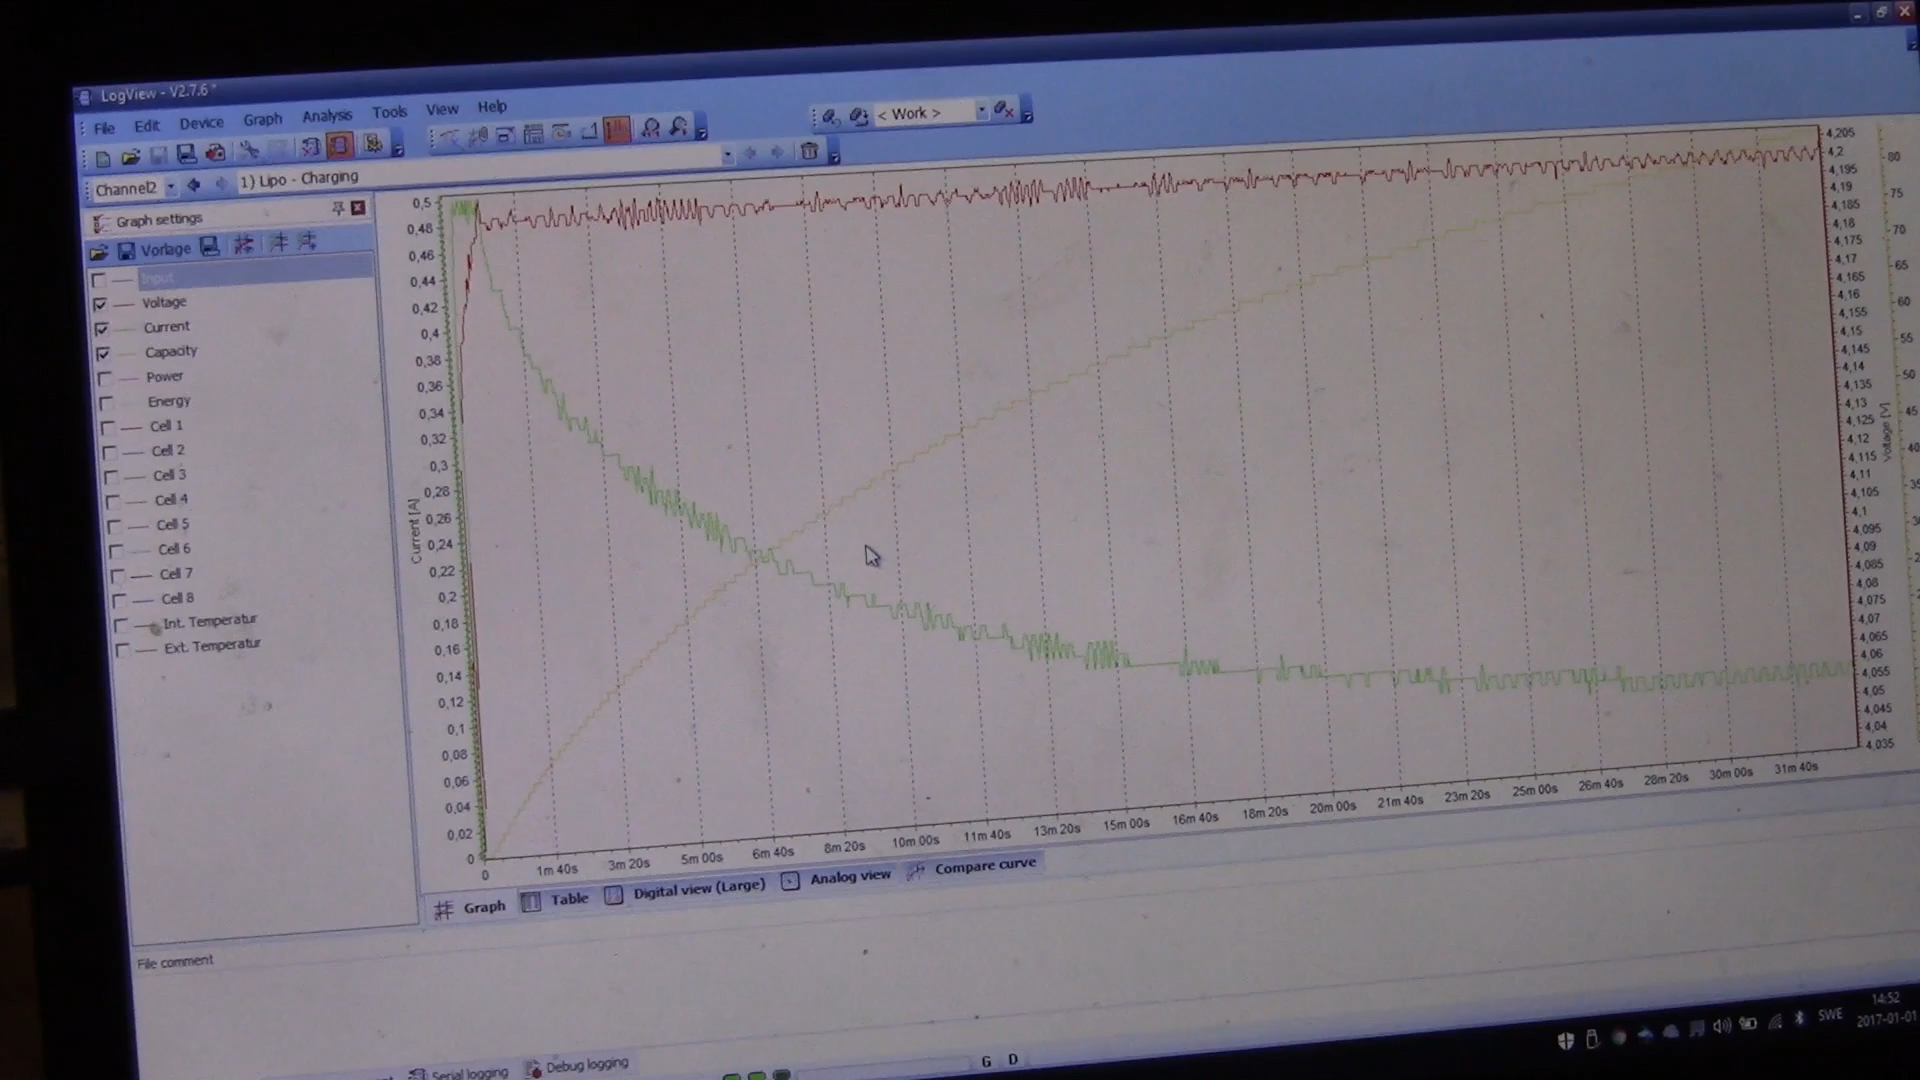 LogView - V2.7.6 *
File Edit Device Graph Analysis Tools View Help
< Work >
Channel2 1) Lipo - Charging
Graph settings
Vorlage
Input
Voltage
Current
Capacity
Power
Energy
Cell 1
Cell 2
Cell 3
Cell 4
Cell 5
Cell 6
Cell 7
Cell 8
Int. Temperatur
Ext. Temperatur
Current [A]
0,5
0,48
0,46
0,44
0,42
0,4
0,38
0,36
0,34
0,32
0,3
0,28
0,26
0,24
0,22
0,2
0,18
0,16
0,14
0,12
0,1
0,08
0,06
0,04
0,02
0
0 1m 40s 3m 20s 5m 00s 6m 40s 8m 20s 10m 00s 11m 40s 13m 20s 15m 00s 16m 40s 18m 20s 20m 00s 21m 40s 23m 20s 25m 00s 26m 40s 28m 20s 30m 00s 31m 40s
4,205
4,2
4,195
4,19
4,185
4,18
4,175
4,17
4,165
4,16
4,155
4,15
4,145
4,14
4,135
4,13
4,125
4,12
4,115
4,11
4,105
4,1
4,095
4,09
4,085
4,08
4,075
4,07
4,065
4,06
4,055
4,05
4,045
4,04
4,035
Voltage [V]
80
75
70
65
60
55
50
45
40
Graph Table Digital view (Large) Analog view Compare curve
File comment
Serial logging Debug logging
G D
SWE
14:52
2017-01-01